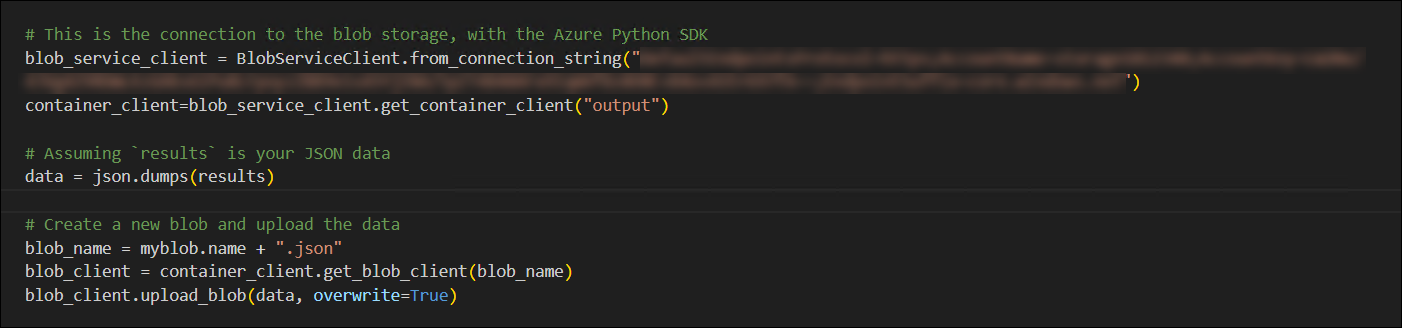 # This is the connection to the blob storage, with the Azure Python SDK
blob_service_client = BlobServiceClient.from_connection_string("
")
container_client=blob_service_client.get_container_client("output")
# Assuming `results` is your JSON data
data = json.dumps(results)
# Create a new blob and upload the data
blob_name = myblob.name + ".json"
blob_client = container_client.get_blob_client(blob_name)
blob_client.upload_blob(data, overwrite=True)